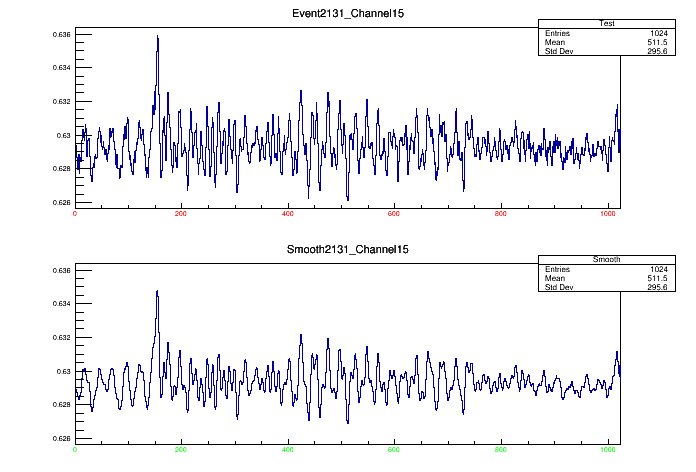 Event2131_Channel15
Test
Entries 1024
Mean 511.5
Std Dev 295.6
0.636
0.634
0.632
0.63
0.628
0.626
0 200 400 600 800 1000
Smooth2131_Channel15
Smooth
Entries 1024
Mean 511.5
Std Dev 295.6
0.636
0.634
0.632
0.63
0.628
0.626
0 200 400 600 800 1000